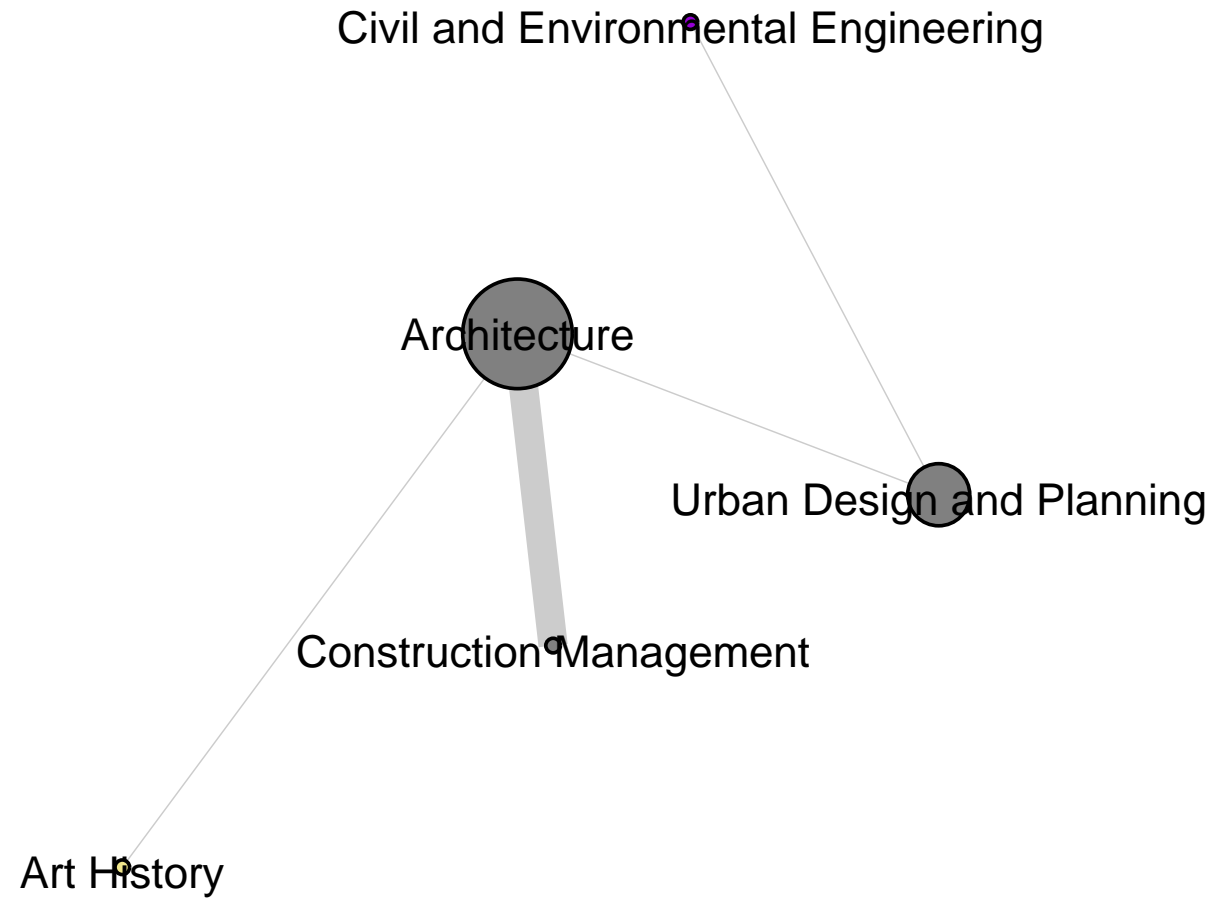 Civil and Environmental Engineering
Architecture
Urban Design and Planning
Construction Management
Art History